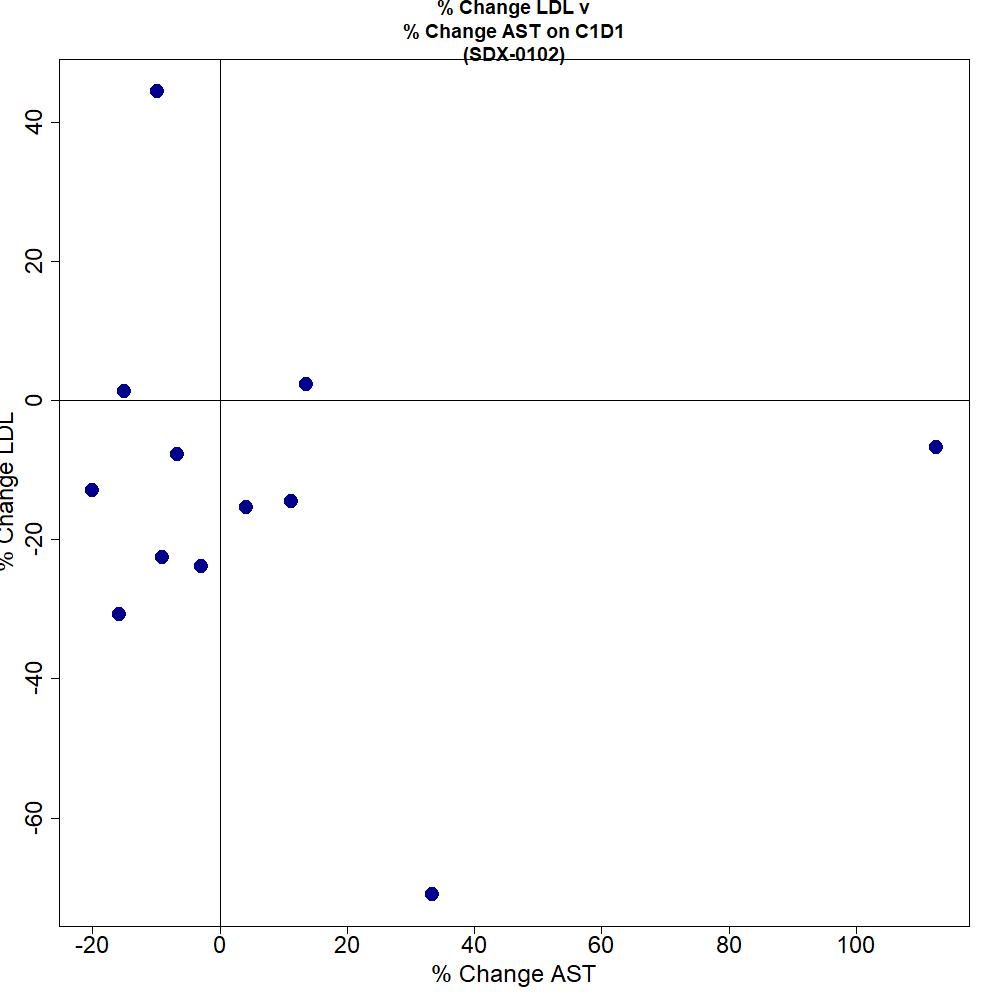 % Change LDL v
% Change AST on C1D1
(SDX-0102)
40
20
0
-20
-40
-60
% Change LDL
-20 0 20 40 60 80 100
% Change AST